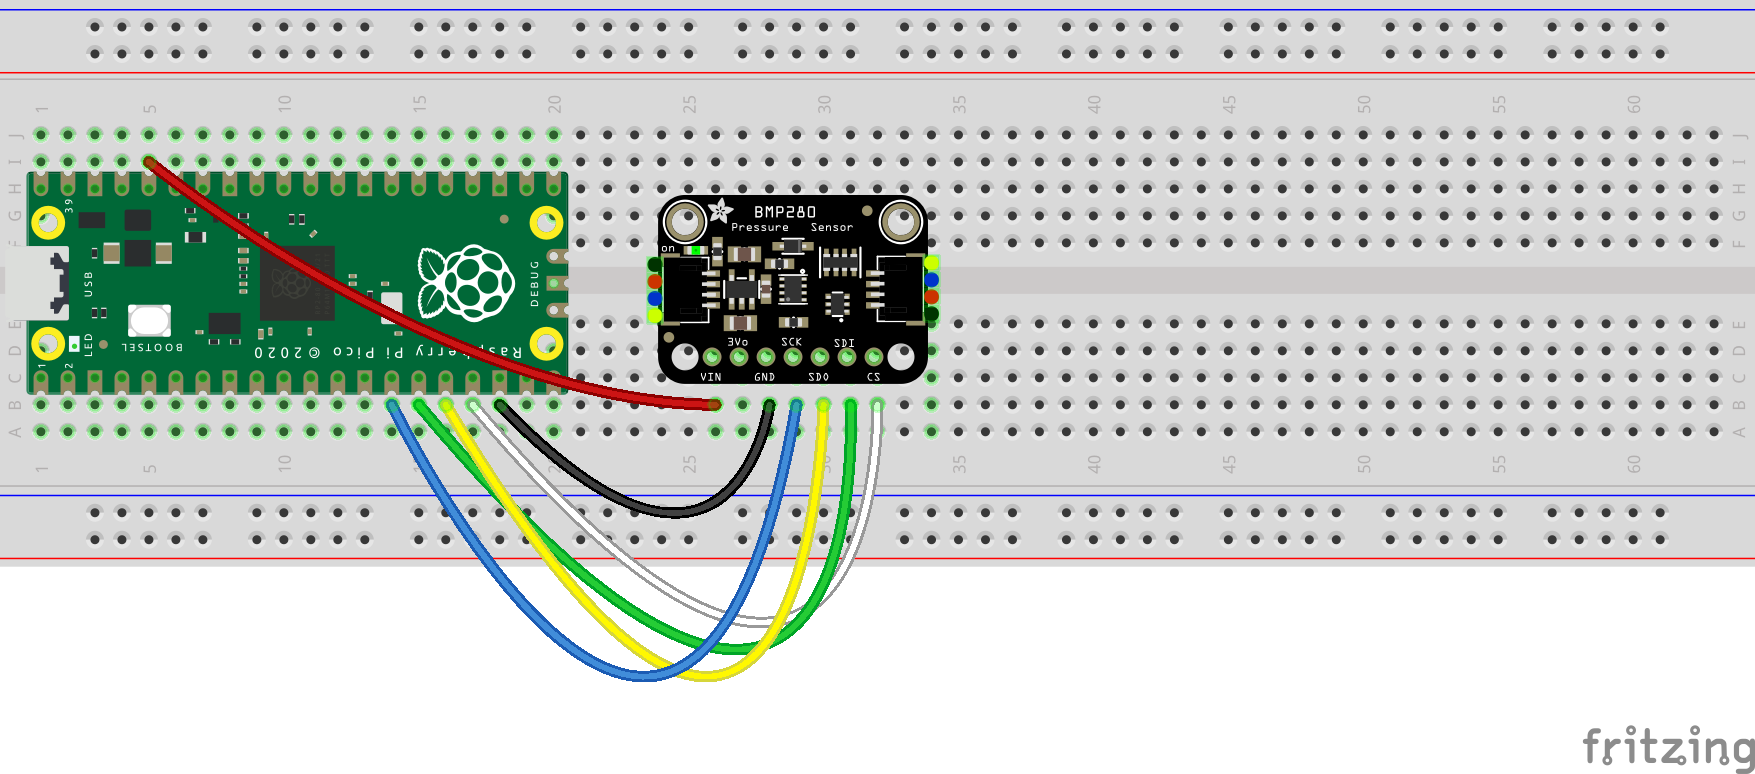 1 5 10 15 20 25 30 35 40 45 50 55 60
J J
I I
H H
G G
F F
39
BMP280
Pressure Sensor
on
USB
DEBUG
E E
D D
C C
B B
A A
LED
BOOTSEL
Raspberry Pi Pico © 2020
1
2
3Vo SCK SDI
VIN GND SDO CS
1 5 10 15 20 25 30 35 40 45 50 55 60
fritzing